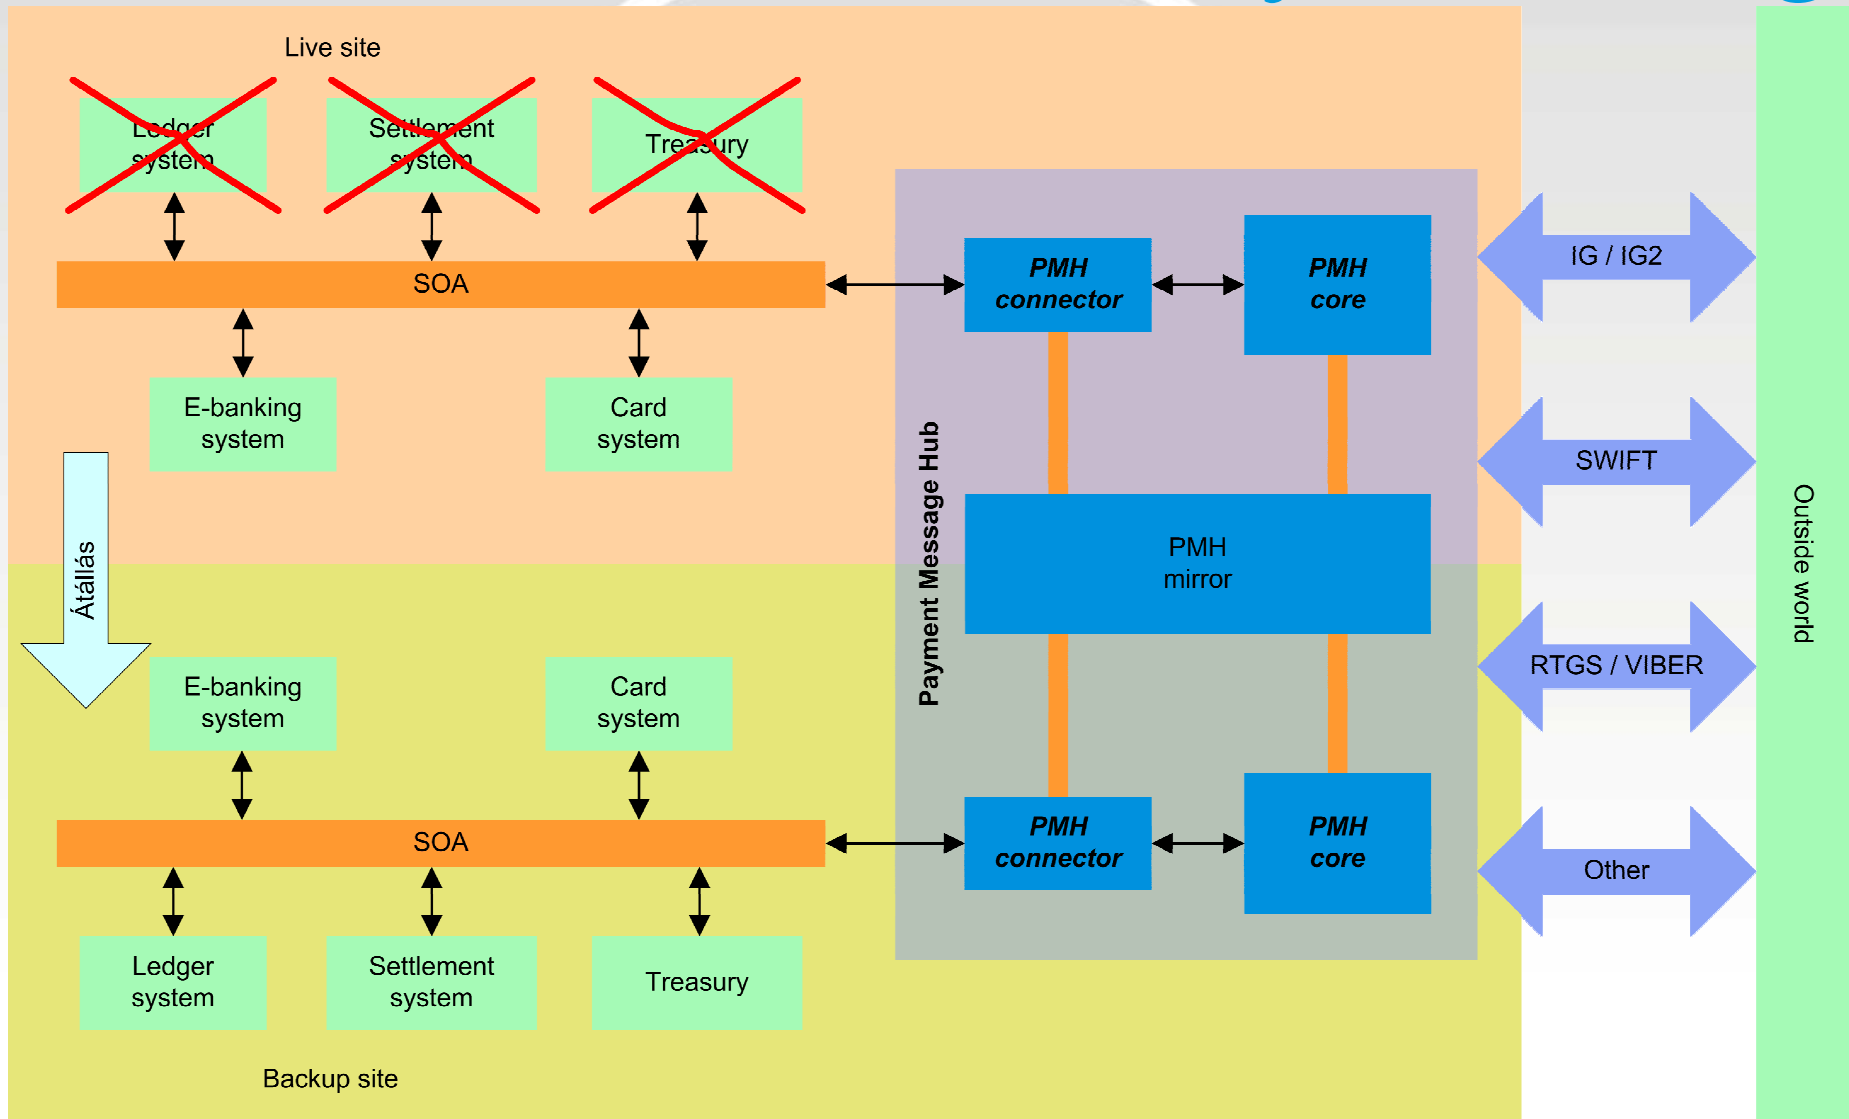 Live site
Ledger
system
Settlement
system
Treasury
SOA
E-banking
system
Card
system
PMH
connector
PMH
core
Payment Message Hub
PMH
mirror
Átállás
E-banking
system
Card
system
SOA
PMH
connector
PMH
core
Ledger
system
Settlement
system
Treasury
Backup site
IG / IG2
SWIFT
RTGS / VIBER
Other
Outside world